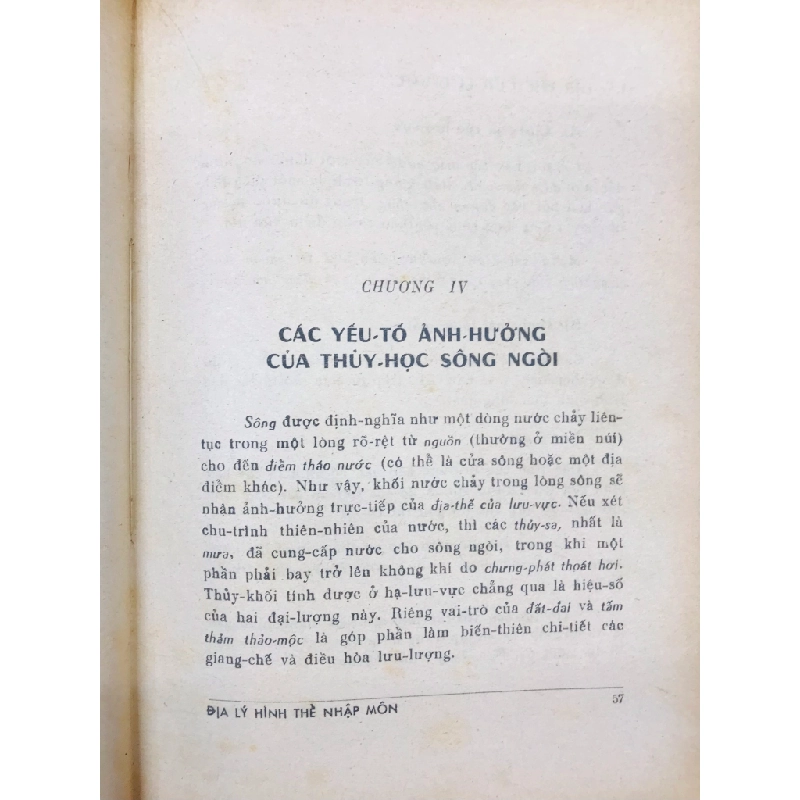 CHƯƠNG IV
CÁC YẾU-TỐ ẢNH-HƯỞNG
CỦA THỦY-HỌC SÔNG NGÒI
Sông được định-nghĩa như một dòng nước chảy liên-
tục trong một lòng rõ-rệt từ nguồn (thường ở miền núi)
cho đến điểm tháo nước (có thể là cửa sông hoặc một địa
điểm khác). Như vậy, khối nước chảy trong lòng sông sẽ
nhận ảnh-hưởng trực-tiếp của địa-thể của lưu-vực. Nếu xét
chu-trình thiên-nhiên của nước, thì các thủy-sa, nhất là
mưa, đã cung-cấp nước cho sông ngòi, trong khi một
phần phải bay trở lên không khí do chưng-phát thoát hơi.
Thủy-khối tính được ở hạ-lưu-vực chẳng qua là hiệu-số
của hai đại-lượng này. Riêng vai-trò của đất-đai và tấm
thảm thảo-mộc là góp phần làm biến-thiên chi-tiết các
giang-chế và điều hòa lưu-lượng.
ĐỊA LÝ HÌNH THỂ NHẬP MÔN
57